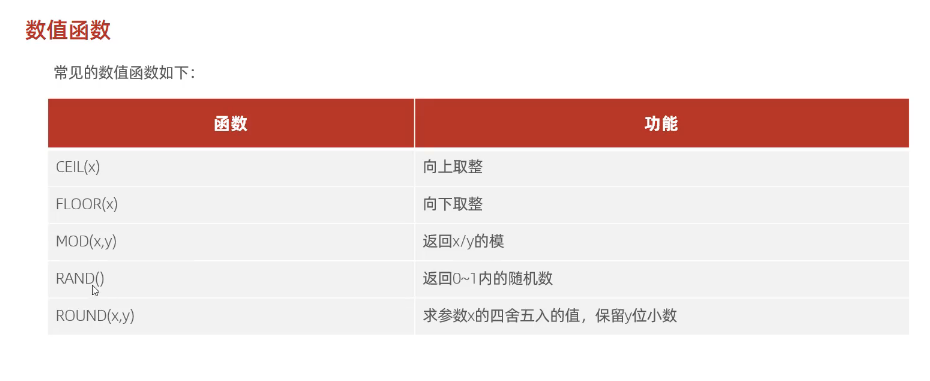 数值函数
常见的数值函数如下：
函数 功能
CEIL(x) 向上取整
FLOOR(x) 向下取整
MOD(x,y) 返回x/y的模
RAND() 返回0~1内的随机数
ROUND(x,y) 求参数x的四舍五入的值，保留y位小数